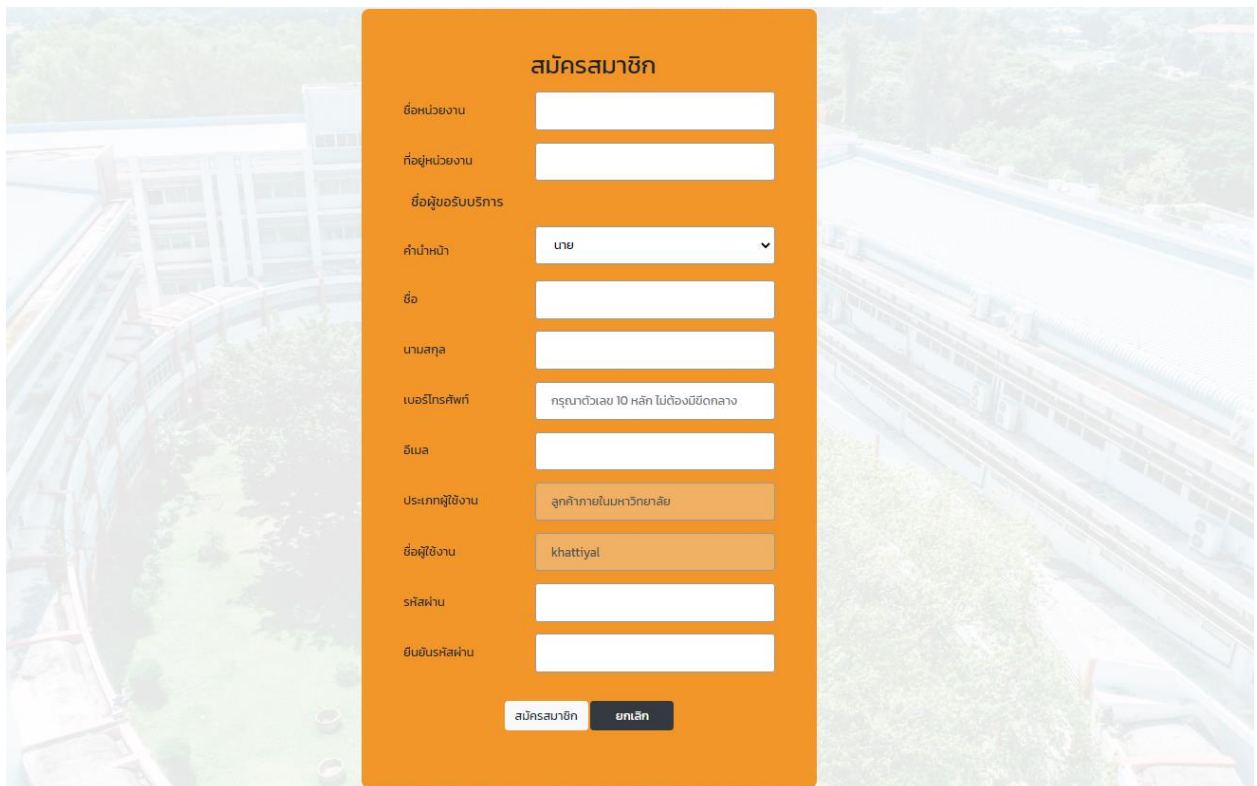 สมัครสมาชิก
ชื่อหน่วยงาน
ที่อยู่หน่วยงาน
ชื่อผู้ขอรับบริการ
คำนำหน้า นาย
ชื่อ
นามสกุล
เบอร์โทรศัพท์ กรุณาตัวเลข 10 หลัก ไม่ต้องมีขีดกลาง
อีเมล
ประเภทผู้ใช้งาน ลูกค้าภายในมหาวิทยาลัย
ชื่อผู้ใช้งาน khattiyal
รหัสผ่าน
ยืนยันรหัสผ่าน
สมัครสมาชิก ยกเลิก